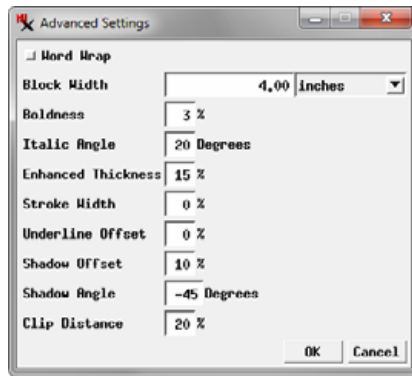 Advanced Settings
Word Wrap
Block Width 4.00 inches
Boldness 3 %
Italic Angle 20 Degrees
Enhanced Thickness 15 %
Stroke Width 0 %
Underline Offset 0 %
Shadow Offset 10 %
Shadow Angle -45 Degrees
Clip Distance 20 %
OK Cancel